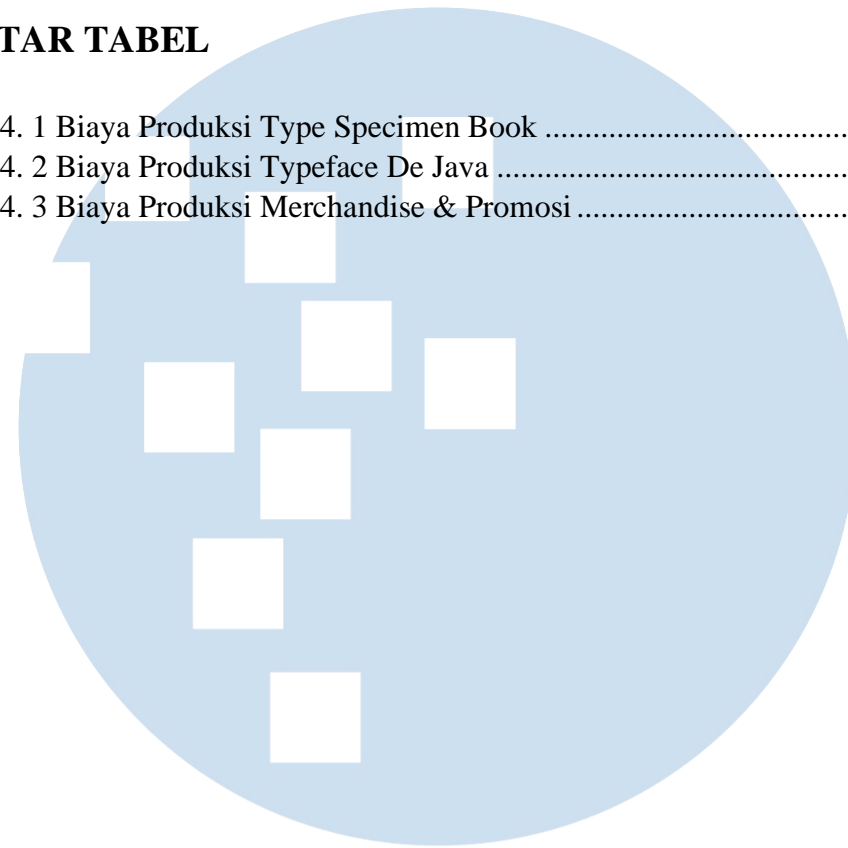 TAR TABEL
4. 1 Biaya Produksi Type Specimen Book ......................................
4. 2 Biaya Produksi Typeface De Java ............................................
4. 3 Biaya Produksi Merchandise & Promosi ..................................